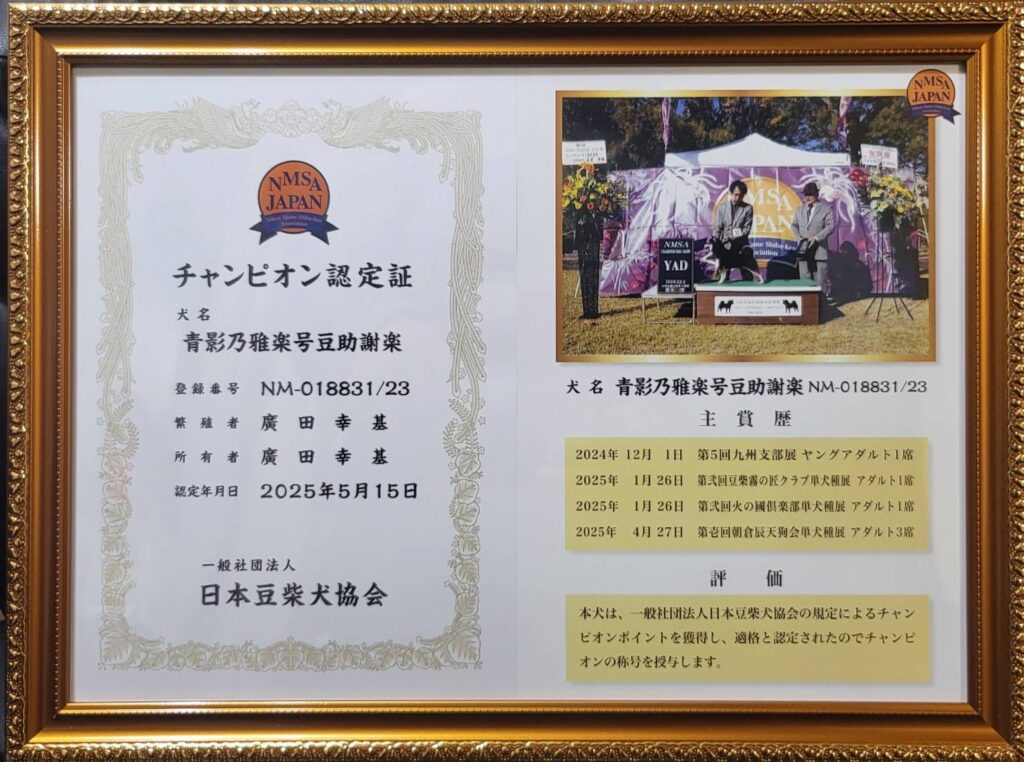 NMSA
JAPAN
Nihon Mame Shiba-ken
Association
チャンピオン認定証
犬名
青影乃雅楽号豆助謝楽
登録番号 NM-018831/23
繁殖者 廣田幸基
所有者 廣田幸基
認定年月日 2025年5月15日
一般社団法人
日本豆柴犬協会
NMSA
JAPAN
NMSA
JAPAN
Mame Shiba-ken
Association
NMSA
YAD
犬名 青影乃雅楽号豆助謝楽 NM-018831/23
主賞歴
2024年 12月 1日 第5回九州支部展 ヤングアダルト1席
2025年 1月26日 第弐回豆柴霧の匠クラブ単犬種展 アダルト1席
2025年 1月26日 第弐回火の國倶楽部単犬種展 アダルト1席
2025年 4月27日 第壱回朝倉辰天狗会単犬種展 アダルト3席
評価
本犬は、一般社団法人日本豆柴犬協会の規定によるチャン
ピオンポイントを獲得し、適格と認定されたのでチャンピ
オンの称号を授与します。